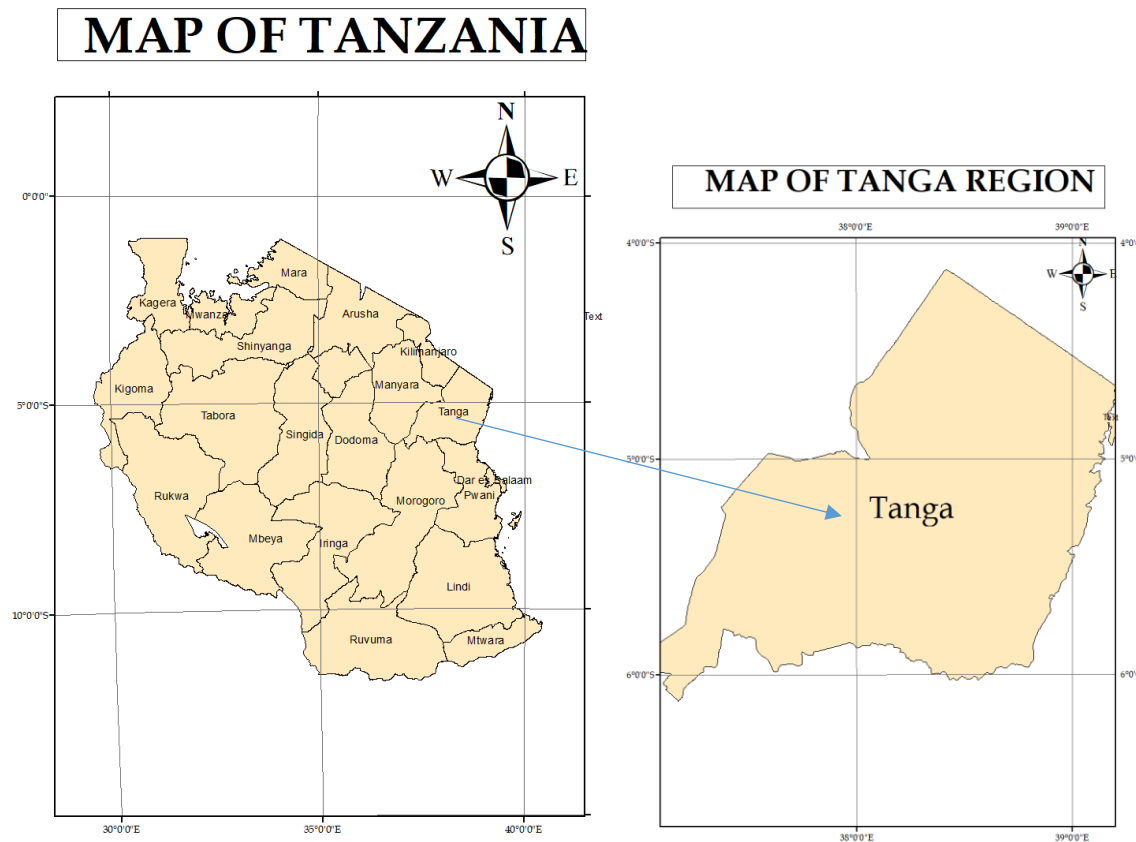 MAP OF TANZANIA
N
W E
S
0°0'0"
5°0'0"S
10°0'0"S
30°0'0"E 35°0'0"E 40°0'0"E
Mara
Kagera
Mwanza
Arusha
Text
Shinyanga
Kilimanjaro
Kigoma
Manyara
Tabora
Tanga
Singida
Dodoma
Dar es Salaam
Pwani
Rukwa
Morogoro
Mbeya
Iringa
Lindi
Ruvuma
Mtwara
MAP OF TANGA REGION
38°0'0"E 39°0'0"E
4°0'0"S
N
W E
S
5°0'0"S
Tanga
6°0'0"S
38°0'0"E 39°0'0"E